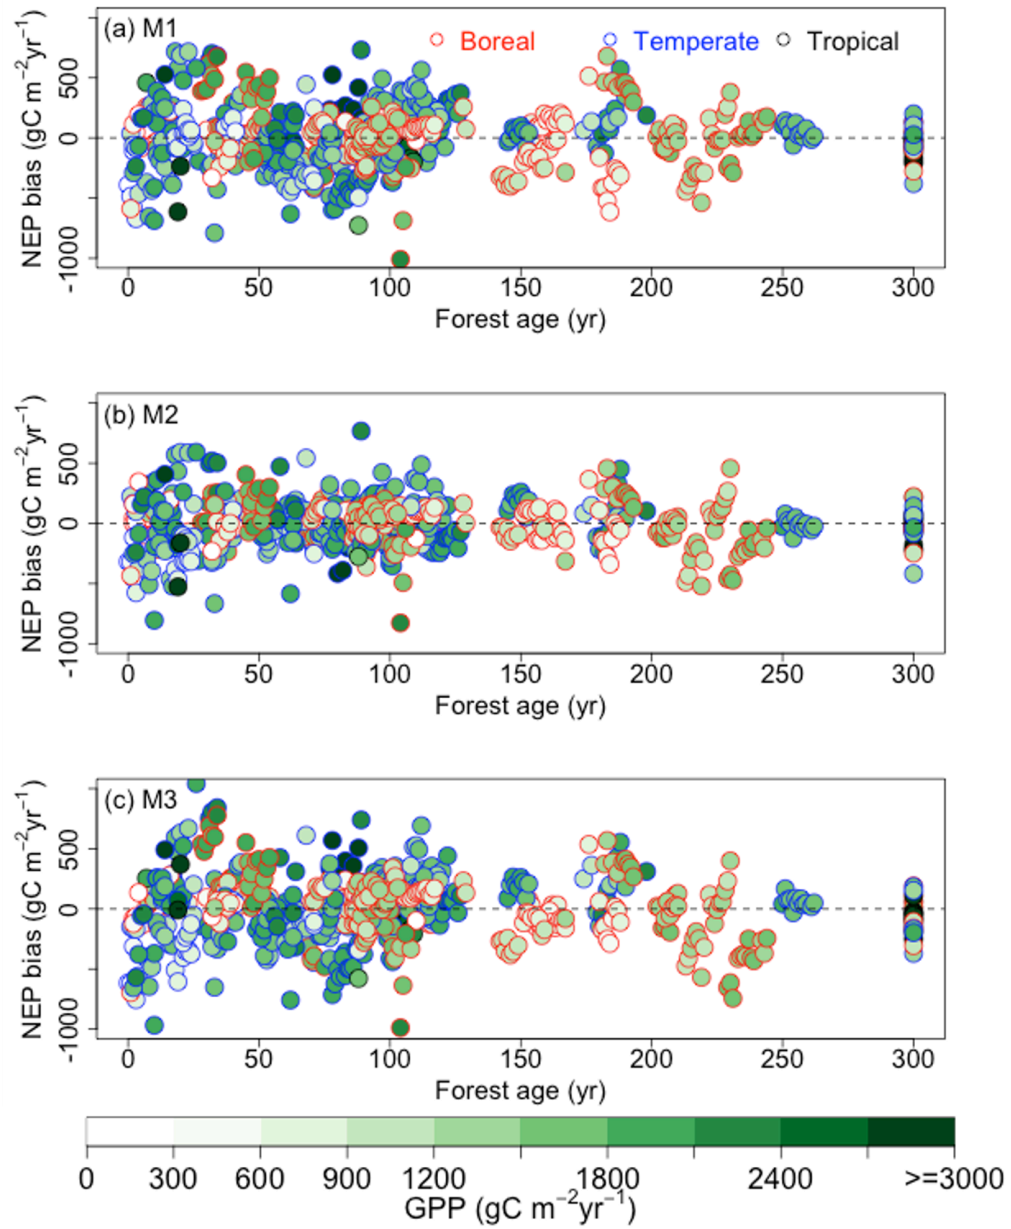 (a) M1
Boreal Temperate Tropical
NEP bias (gC m−2yr−1)
500
0
-1000
0 50 100 150 200 250 300
Forest age (yr)
(b) M2
NEP bias (gC m−2yr−1)
500
0
-1000
0 50 100 150 200 250 300
Forest age (yr)
(c) M3
NEP bias (gC m−2yr−1)
500
0
-1000
0 50 100 150 200 250 300
Forest age (yr)
0 300 600 900 1200 1800 2400 >=3000
GPP (gC m−2yr−1)